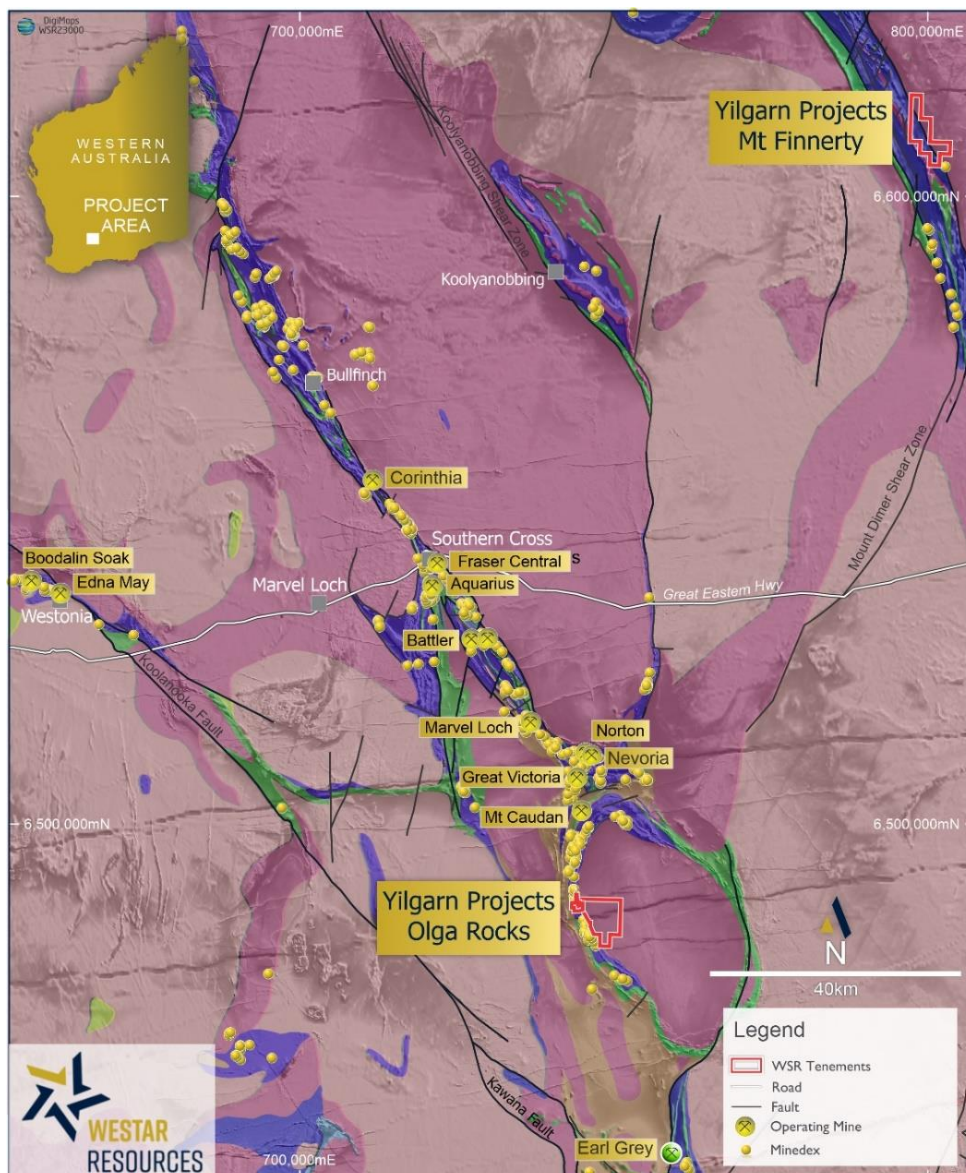 DigiMops
WSR23000
700,000mE
800,000mE
WESTERN
AUSTRALIA
PROJECT
AREA
Yilgarn Projects
Mt Finnerty
6,600,000mN
Koolyanobbing Shear Zone
Koolyanobbing
Bullfinch
Corinthia
Mount Dimer Shear Zone
Southern Cross
Fraser Central
s
Boodalin Soak
Edna May
Westonia
Marvel Loch
Aquarius
Great Eastern Hwy
Battler
Koolanooka Fault
Marvel Loch
Norton
Nevoria
Great Victoria
Mt Caudan
6,500,000mN
6,500,000mN
Yilgarn Projects
Olga Rocks
N
40km
Legend
WSR Tenements
Road
Fault
Operating Mine
Minedex
Kawana Fault
Earl Grey
WESTAR
RESOURCES
700,000mE